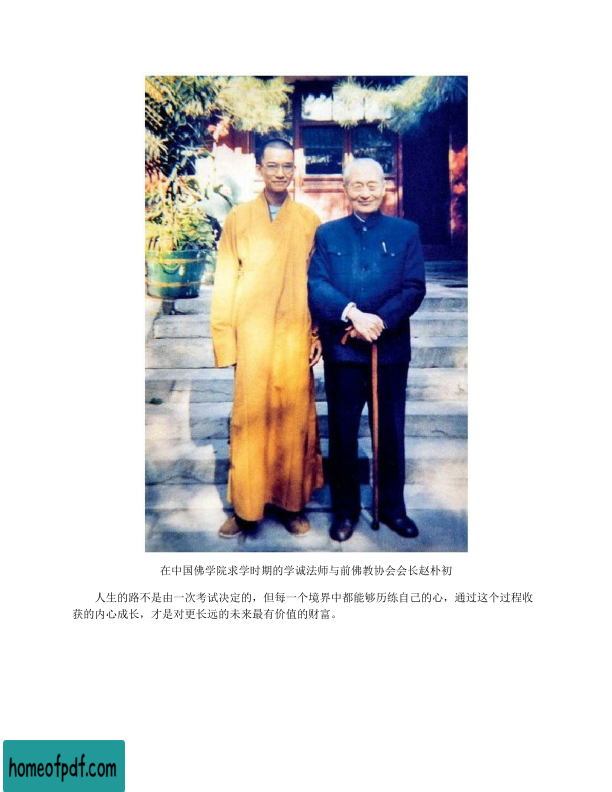 在中国佛学院求学时期的学诚法师与前佛教协会会长赵朴初
人生的路不是由一次考试决定的，但每一个境界中都能够历练自己的心，通过这个过程收
获的内心成长，才是对更长远的未来最有价值的财富。
homeofpdf.com